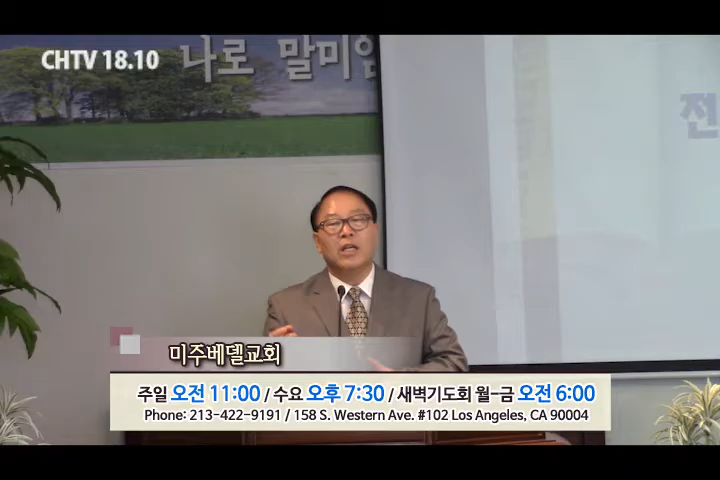 CHTV 18.10
나로 말미암
전
미주베델교회
주일 오전 11:00 / 수요 오후 7:30 / 새벽기도회 월-금 오전 6:00
Phone: 213-422-9191 / 158 S. Western Ave. #102 Los Angeles, CA 90004